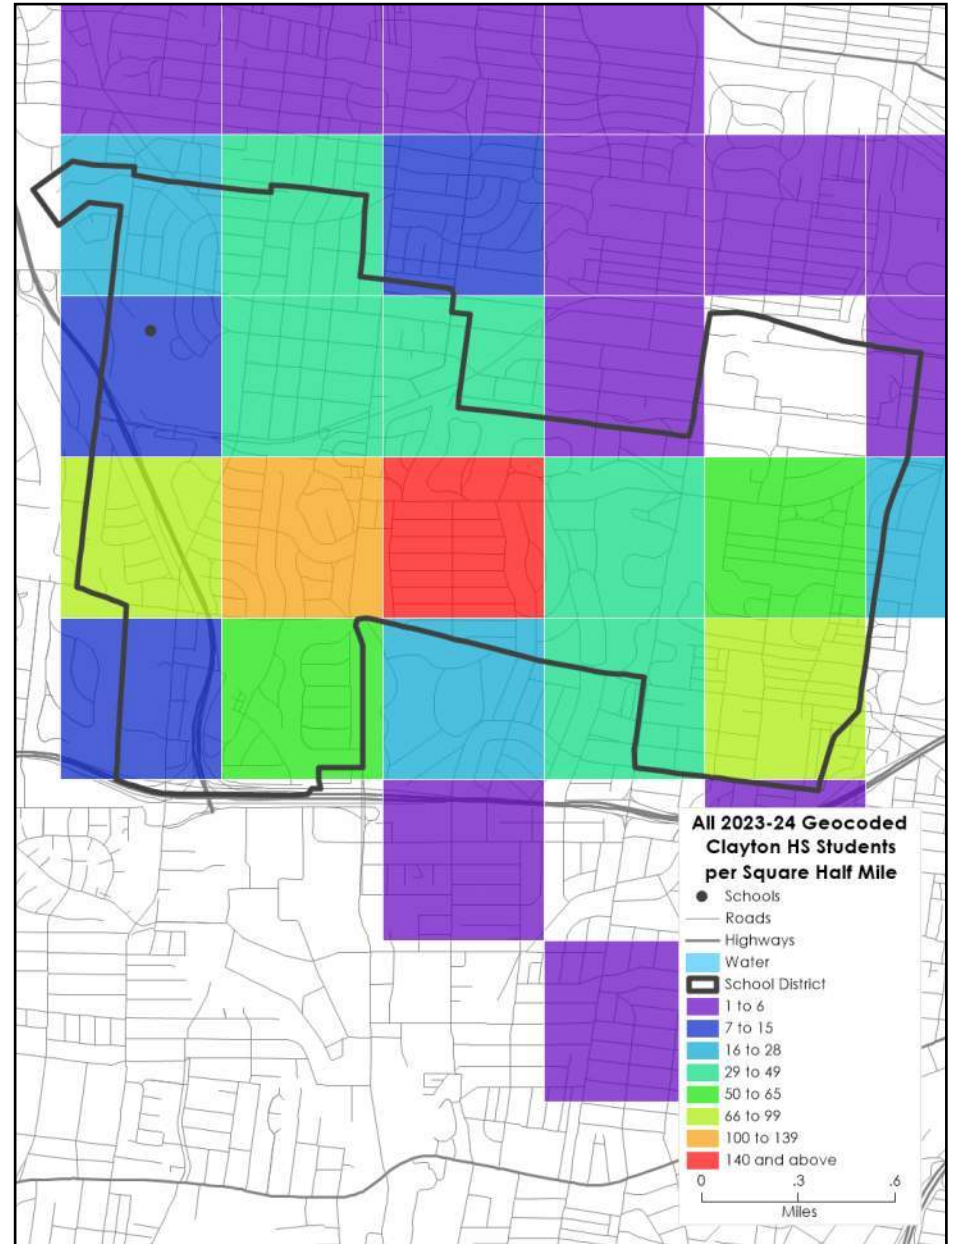 All 2023-24 Geocoded
Clayton HS Students
per Square Half Mile
Schools
Roads
Highways
Water
School District
1 to 6
7 to 15
16 to 28
29 to 49
50 to 65
66 to 99
100 to 139
140 and above
0 .3 .6
Miles